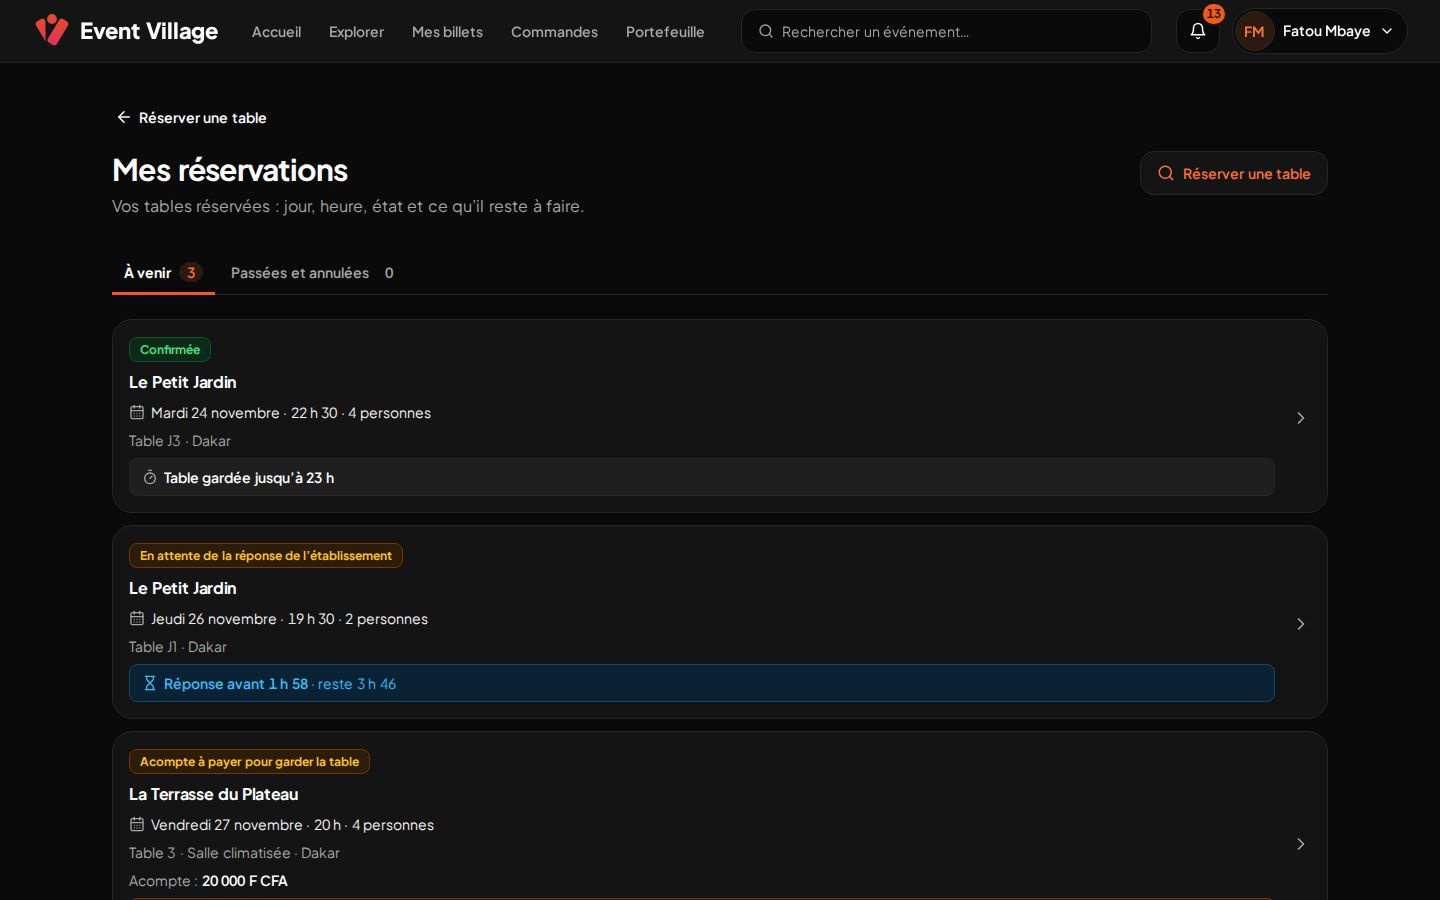 Event Village
Accueil
Explorer
Mes billets
Commandes
Portefeuille
Rechercher un événement…
13
FM
Fatou Mbaye
Réserver une table
Mes réservations
Réserver une table
Vos tables réservées : jour, heure, état et ce qu’il reste à faire.
À venir 3
Passées et annulées 0
Confirmée
Le Petit Jardin
Mardi 24 novembre · 22 h 30 · 4 personnes
Table J3 · Dakar
Table gardée jusqu’à 23 h
En attente de la réponse de l’établissement
Le Petit Jardin
Jeudi 26 novembre · 19 h 30 · 2 personnes
Table J1 · Dakar
Réponse avant 1 h 58 · reste 3 h 46
Acompte à payer pour garder la table
La Terrasse du Plateau
Vendredi 27 novembre · 20 h · 4 personnes
Table 3 · Salle climatisée · Dakar
Acompte : 20 000 F CFA